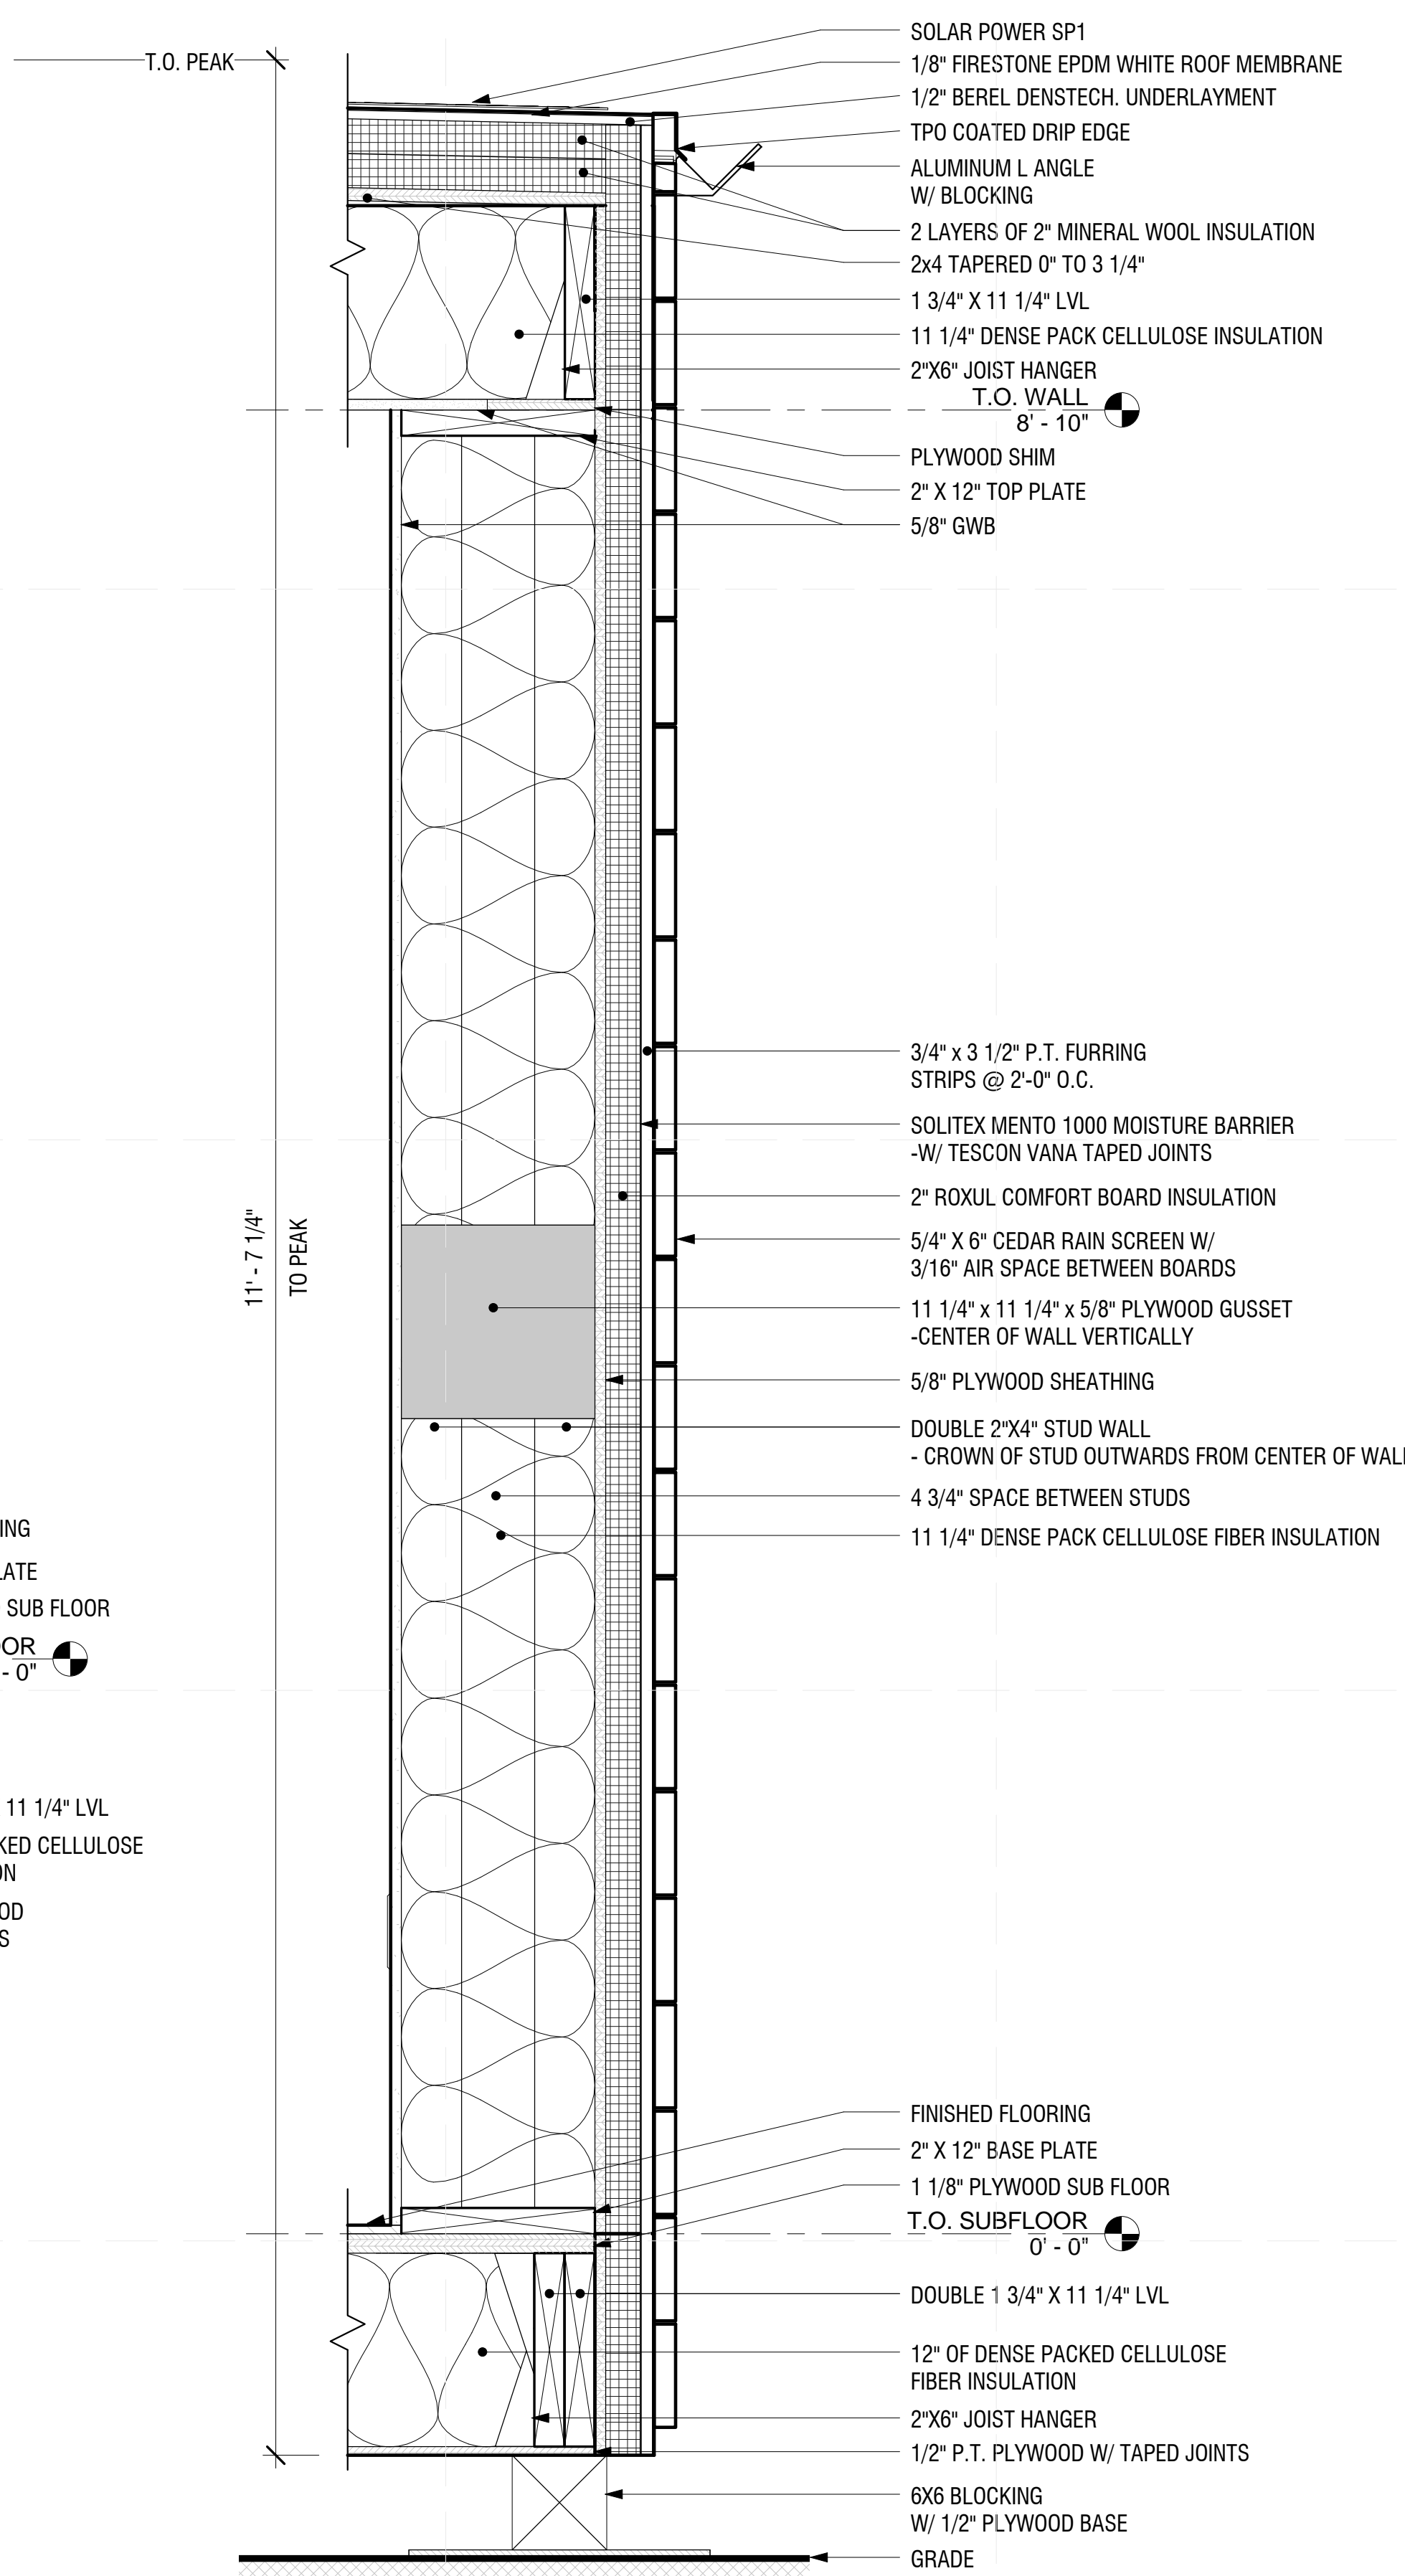 T.O. PEAK
SOLAR POWER SP1
1/8" FIRESTONE EPDM WHITE ROOF MEMBRANE
1/2" BEREL DENSTECH. UNDERLAYMENT
TPO COATED DRIP EDGE
ALUMINUM L ANGLE
W/ BLOCKING
2 LAYERS OF 2" MINERAL WOOL INSULATION
2x4 TAPERED 0" TO 3 1/4"
1 3/4" X 11 1/4" LVL
11 1/4" DENSE PACK CELLULOSE INSULATION
2"X6" JOIST HANGER
T.O. WALL
8' - 10"
PLYWOOD SHIM
2" X 12" TOP PLATE
5/8" GWB
3/4" x 3 1/2" P.T. FURRING
STRIPS @ 2'-0" O.C.
SOLITEX MENTO 1000 MOISTURE BARRIER
-W/ TESCON VANA TAPED JOINTS
2" ROXUL COMFORT BOARD INSULATION
5/4" X 6" CEDAR RAIN SCREEN W/
3/16" AIR SPACE BETWEEN BOARDS
11 1/4" x 11 1/4" x 5/8" PLYWOOD GUSSET
-CENTER OF WALL VERTICALLY
5/8" PLYWOOD SHEATHING
DOUBLE 2"X4" STUD WALL
- CROWN OF STUD OUTWARDS FROM CENTER OF WALL
4 3/4" SPACE BETWEEN STUDS
11 1/4" DENSE PACK CELLULOSE FIBER INSULATION
11' - 7 1/4"
TO PEAK
ING
LATE
SUB FLOOR
OOR
- 0"
11 1/4" LVL
KED CELLULOSE
ON
OD
S
FINISHED FLOORING
2" X 12" BASE PLATE
1 1/8" PLYWOOD SUB FLOOR
T.O. SUBFLOOR
0' - 0"
DOUBLE 1 3/4" X 11 1/4" LVL
12" OF DENSE PACKED CELLULOSE
FIBER INSULATION
2"X6" JOIST HANGER
1/2" P.T. PLYWOOD W/ TAPED JOINTS
6X6 BLOCKING
W/ 1/2" PLYWOOD BASE
GRADE